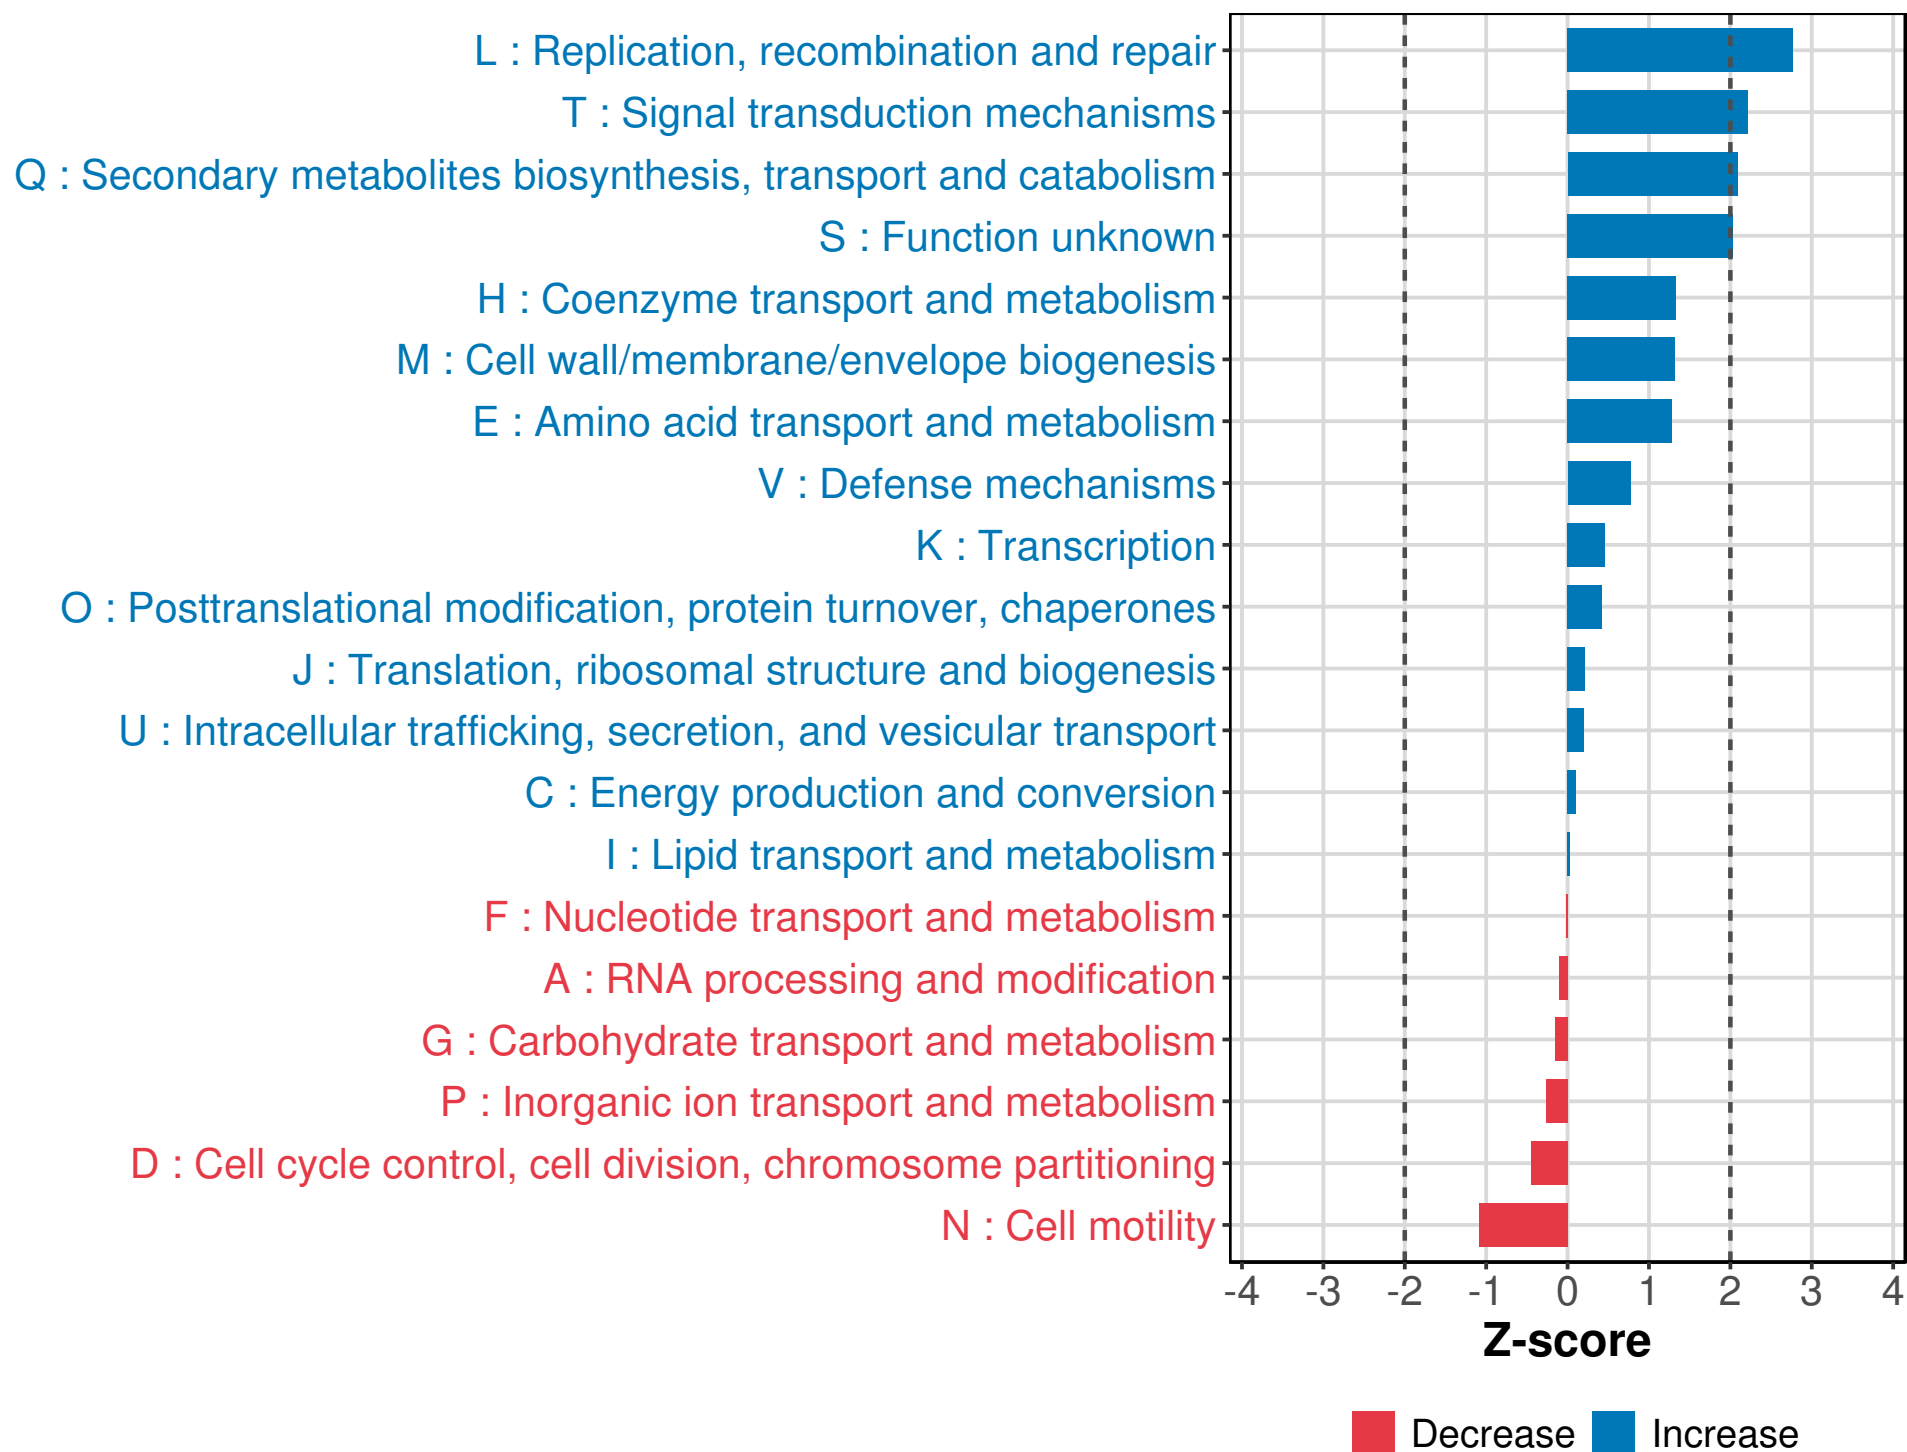 L : Replication, recombination and repair
T : Signal transduction mechanisms
Q : Secondary metabolites biosynthesis, transport and catabolism
S : Function unknown
H : Coenzyme transport and metabolism
M : Cell wall/membrane/envelope biogenesis
E : Amino acid transport and metabolism
V : Defense mechanisms
K : Transcription
O : Posttranslational modification, protein turnover, chaperones
J : Translation, ribosomal structure and biogenesis
U : Intracellular trafficking, secretion, and vesicular transport
C : Energy production and conversion
I : Lipid transport and metabolism
F : Nucleotide transport and metabolism
A : RNA processing and modification
G : Carbohydrate transport and metabolism
P : Inorganic ion transport and metabolism
D : Cell cycle control, cell division, chromosome partitioning
N : Cell motility
-4 -3 -2 -1 0 1 2 3 4
Z-score
Decrease Increase